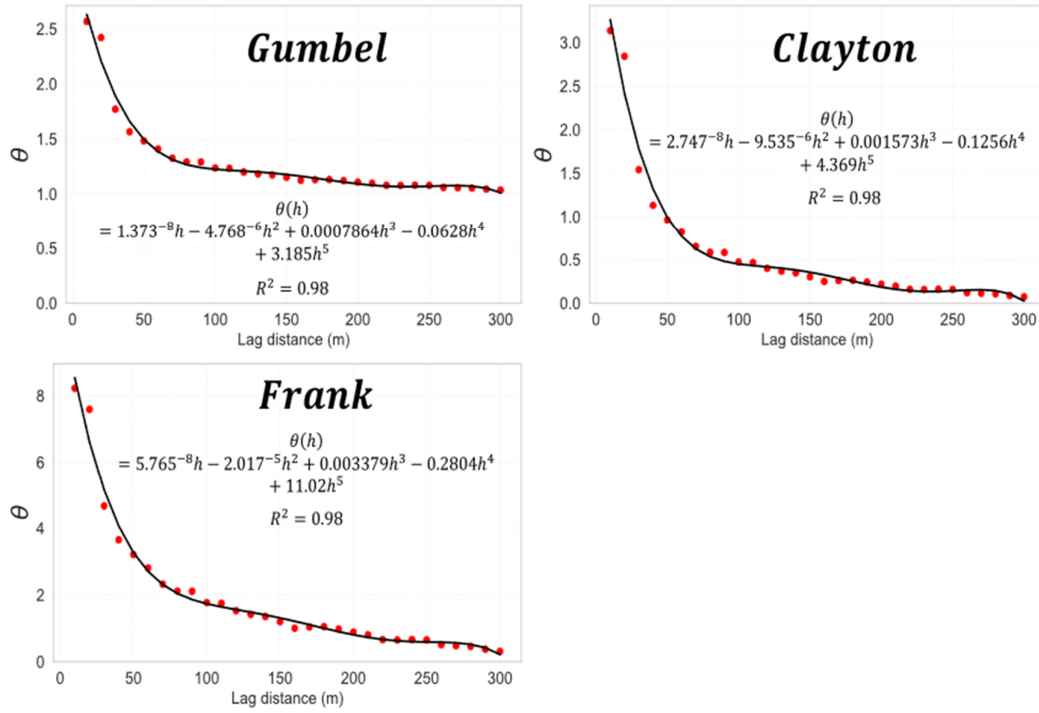 Gumbel
2.5
2.0
1.5
1.0
0.5
0.0
θ
θ(h)
= 1.373⁻⁸h − 4.768⁻⁶h² + 0.0007864h³ − 0.0628h⁴
+ 3.185h⁵
R² = 0.98
0 50 100 150 200 250 300
Lag distance (m)
Clayton
3.0
2.5
2.0
1.5
1.0
0.5
0.0
θ
θ(h)
= 2.747⁻⁸h − 9.535⁻⁶h² + 0.001573h³ − 0.1256h⁴
+ 4.369h⁵
R² = 0.98
0 50 100 150 200 250 300
Lag distance (m)
Frank
8
6
4
2
0
θ
θ(h)
= 5.765⁻⁸h − 2.017⁻⁵h² + 0.003379h³ − 0.2804h⁴
+ 11.02h⁵
R² = 0.98
0 50 100 150 200 250 300
Lag distance (m)